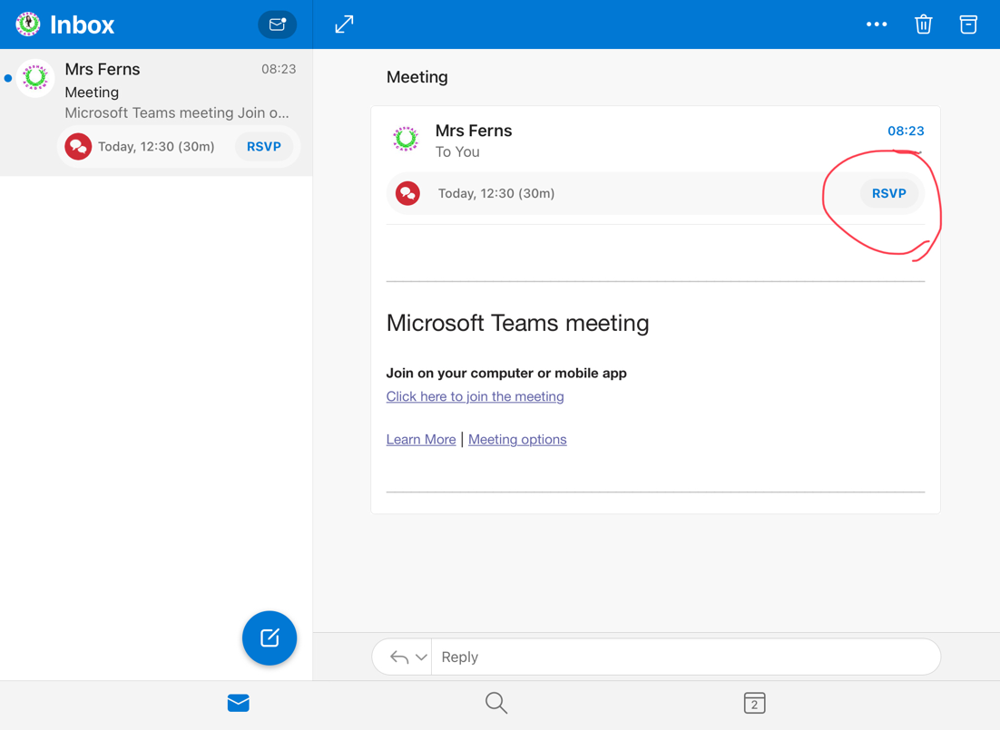 Inbox
Mrs Ferns 08:23
Meeting
Microsoft Teams meeting Join o...
Today, 12:30 (30m) RSVP
Meeting
Mrs Ferns 08:23
To You
Today, 12:30 (30m) RSVP
Microsoft Teams meeting
Join on your computer or mobile app
Click here to join the meeting
Learn More | Meeting options
Reply
2